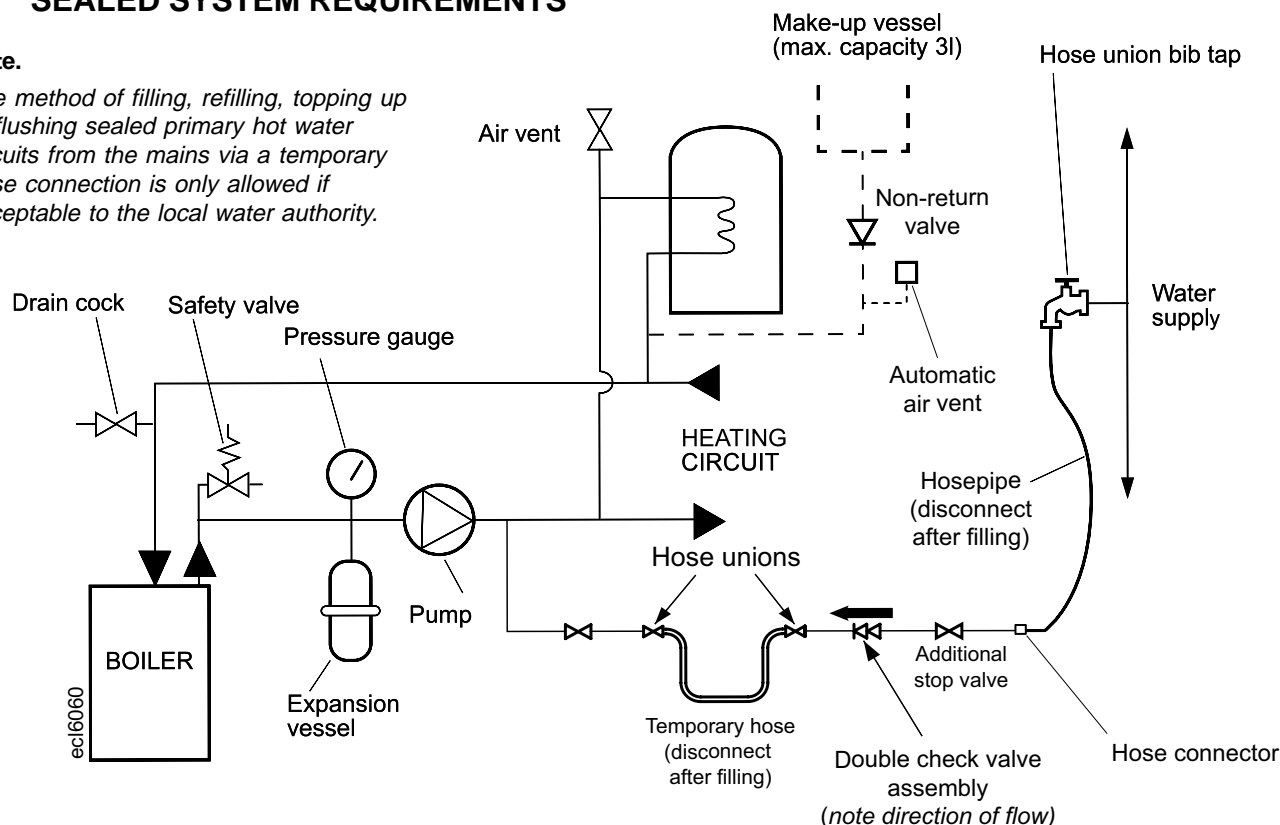 SEALED SYSTEM REQUIREMENTS
method of filling, refilling, topping up
flushing sealed primary hot water
from the mains via a temporary
connection is only allowed if
to the local water authority.
Make-up vessel
(max. capacity 3l)
Hose union bib tap
Air vent
Non-return
valve
Drain cock
Safety valve
Pressure gauge
Water
supply
Automatic
air vent
HEATING
CIRCUIT
Hosepipe
(disconnect
after filling)
Hose unions
Pump
BOILER
Additional
stop valve
Expansion
vessel
ecl6060
Temporary hose
(disconnect
after filling)
Double check valve
assembly
(note direction of flow)
Hose connector